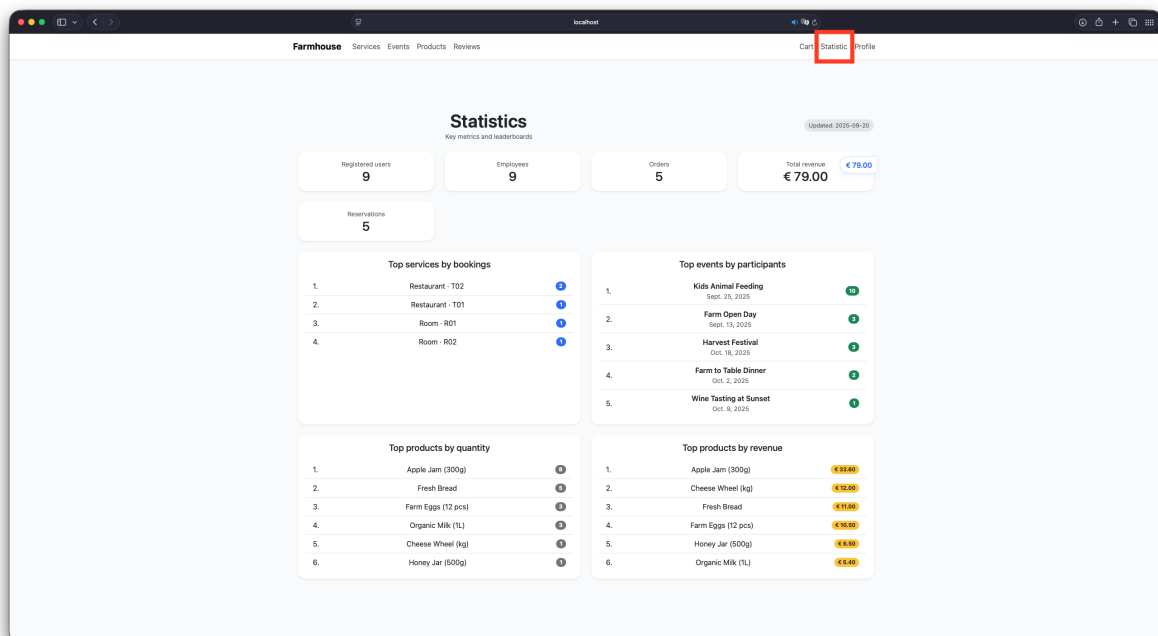 localhost
Farmhouse Services Events Products Reviews Cart Statistic Profile
Statistics
Key metrics and leaderboards
Updated: 2025-09-20
Registered users
9
Employees
9
Orders
5
Total revenue
€ 79.00
€ 79.00
Reservations
5
Top services by bookings
1. Restaurant · T02 2
2. Restaurant · T01 1
3. Room · R01 1
4. Room · R02 1
Top events by participants
1. Kids Animal Feeding 10
Sept. 25, 2025
2. Farm Open Day 3
Sept. 13, 2025
3. Harvest Festival 3
Oct. 18, 2025
4. Farm to Table Dinner 2
Oct. 2, 2025
5. Wine Tasting at Sunset 1
Oct. 9, 2025
Top products by quantity
1. Apple Jam (300g) 8
2. Fresh Bread 5
3. Farm Eggs (12 pcs) 3
4. Organic Milk (1L) 3
5. Cheese Wheel (kg) 1
6. Honey Jar (500g) 1
Top products by revenue
1. Apple Jam (300g) € 33.60
2. Cheese Wheel (kg) € 12.00
3. Fresh Bread € 11.00
4. Farm Eggs (12 pcs) € 10.50
5. Honey Jar (500g) € 6.50
6. Organic Milk (1L) € 5.40